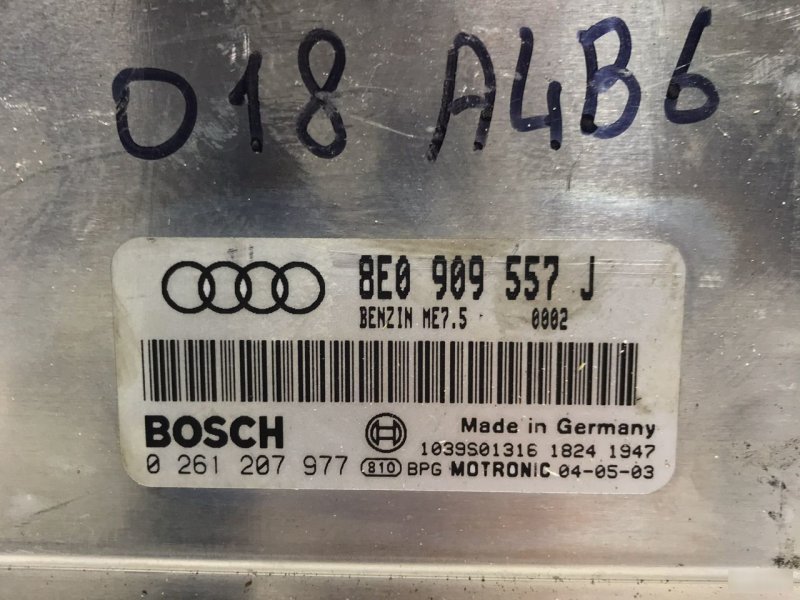 018 A4B6
8E0 909 557 J
BENZIN ME7.5 0002
BOSCH Made in Germany
1039S01316 1824 1947
0 261 207 977 810 BPG MOTRONIC 04-05-03